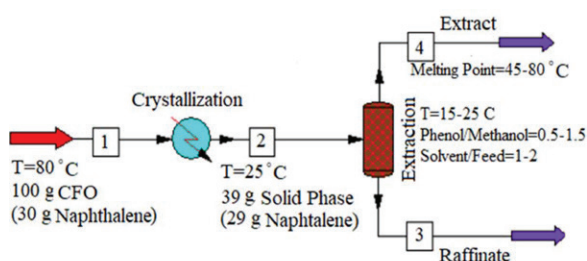 Extract
4
Melting Point=45-80 ˚C
Crystallization
1
2
T=80˚C
100 g CFO
(30 g Naphthalene)
T=25˚C
39 g Solid Phase
(29 g Naphtalene)
Extraction
T=15-25 C
Phenol/Methanol=0.5-1.5
Solvent/Feed=1-2
3
Raffinate